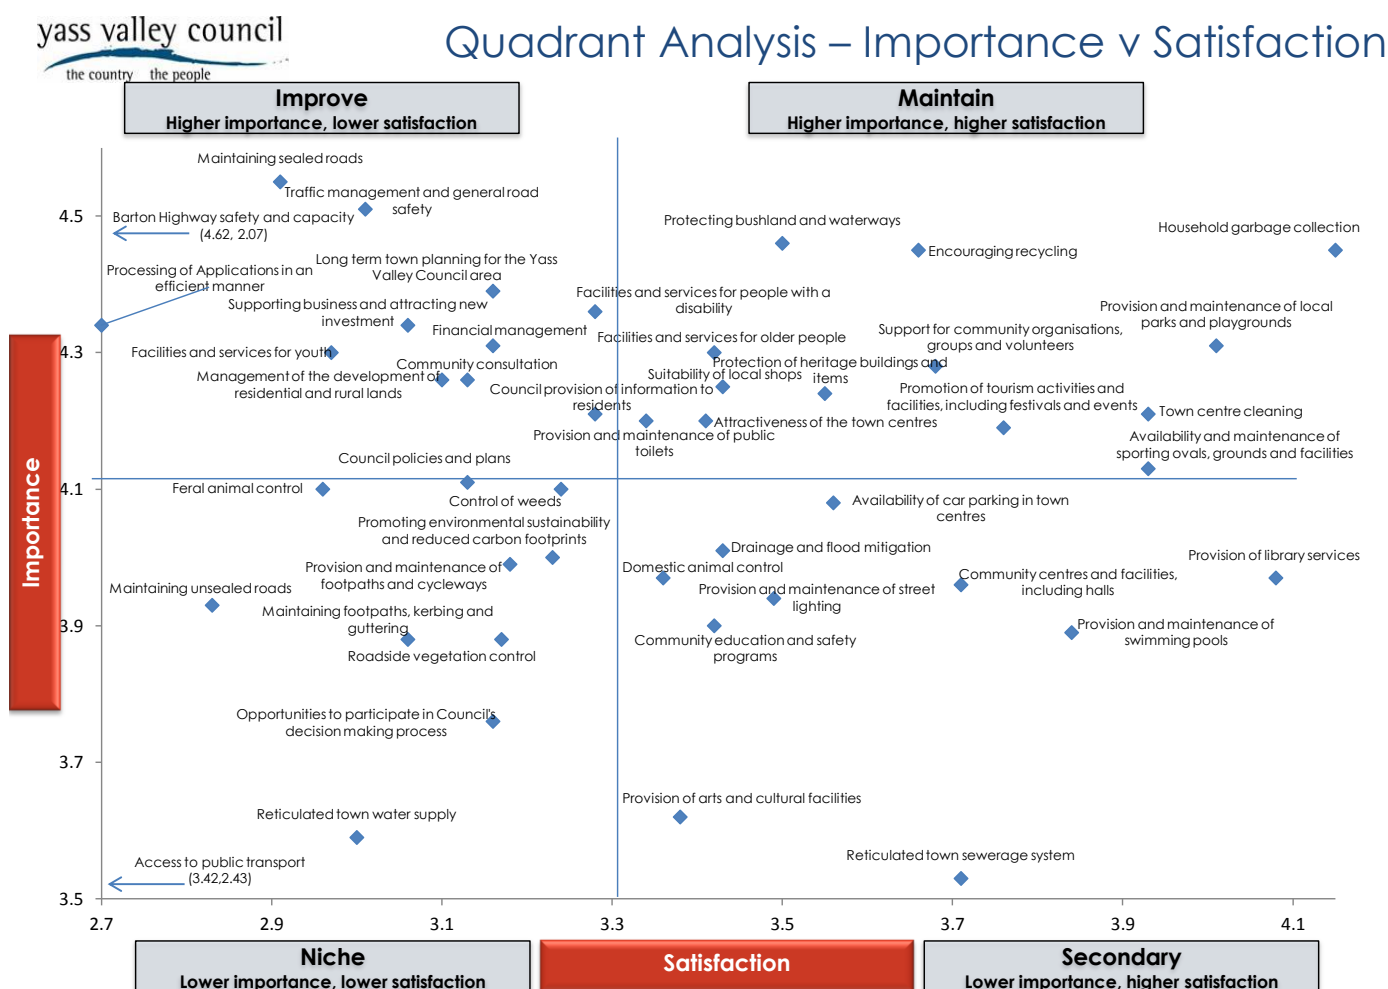 yass valley council
the country the people
Quadrant Analysis – Importance v Satisfaction
Improve
Higher importance, lower satisfaction
Maintain
Higher importance, higher satisfaction
Maintaining sealed roads
Traffic management and general road
safety
Barton Highway safety and capacity
(4.62, 2.07)
Protecting bushland and waterways
Encouraging recycling
Household garbage collection
Processing of Applications in an
efficient manner
Long term town planning for the Yass
Valley Council area
Supporting business and attracting new
investment
Facilities and services for people with a
disability
Financial management
Facilities and services for older people
Support for community organisations,
groups and volunteers
Provision and maintenance of local
parks and playgrounds
Facilities and services for youth
Community consultation
Management of the development of
residential and rural lands
Protection of heritage buildings and
items
Suitability of local shops
Council provision of information to
residents
Promotion of tourism activities and
facilities, including festivals and events
Town centre cleaning
Attractiveness of the town centres
Provision and maintenance of public
toilets
Availability and maintenance of
sporting ovals, grounds and facilities
Council policies and plans
Feral animal control
Control of weeds
Availability of car parking in town
centres
Promoting environmental sustainability
and reduced carbon footprints
Drainage and flood mitigation
Provision of library services
Provision and maintenance of
footpaths and cycleways
Domestic animal control
Community centres and facilities,
including halls
Maintaining unsealed roads
Provision and maintenance of street
lighting
Maintaining footpaths, kerbing and
guttering
Provision and maintenance of
swimming pools
Community education and safety
programs
Roadside vegetation control
Opportunities to participate in Council's
decision making process
Provision of arts and cultural facilities
Reticulated town water supply
Reticulated town sewerage system
Access to public transport
(3.42,2.43)
Importance
4.5
4.3
4.1
3.9
3.7
3.5
2.7
2.9
3.1
3.3
3.5
3.7
3.9
4.1
Niche
Lower importance, lower satisfaction
Satisfaction
Secondary
Lower importance, higher satisfaction